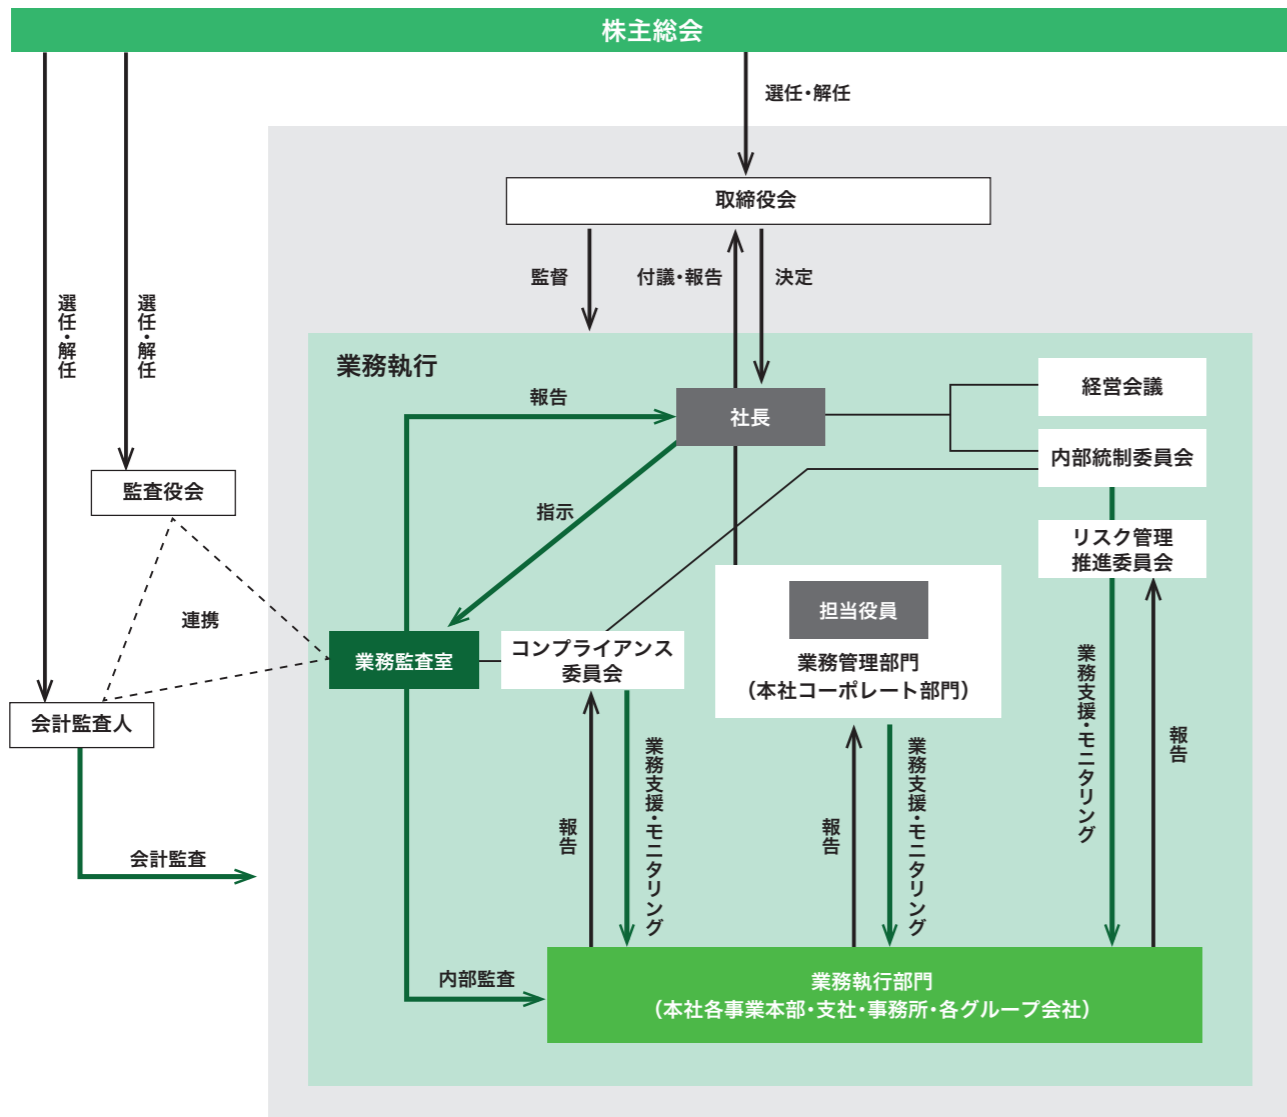 株主総会
選任・解任
取締役会
監督
付議・報告
決定
選任・解任
選任・解任
業務執行
報告
社長
経営会議
内部統制委員会
監査役会
指示
リスク管理
推進委員会
連携
担当役員
業務監査室
コンプライアンス
委員会
業務管理部門
（本社コーポレート部門）
会計監査人
業務支援・モニタリング
報告
業務支援・モニタリング
業務支援・モニタリング
報告
報告
会計監査
内部監査
業務執行部門
（本社各事業本部・支社・事務所・各グループ会社）